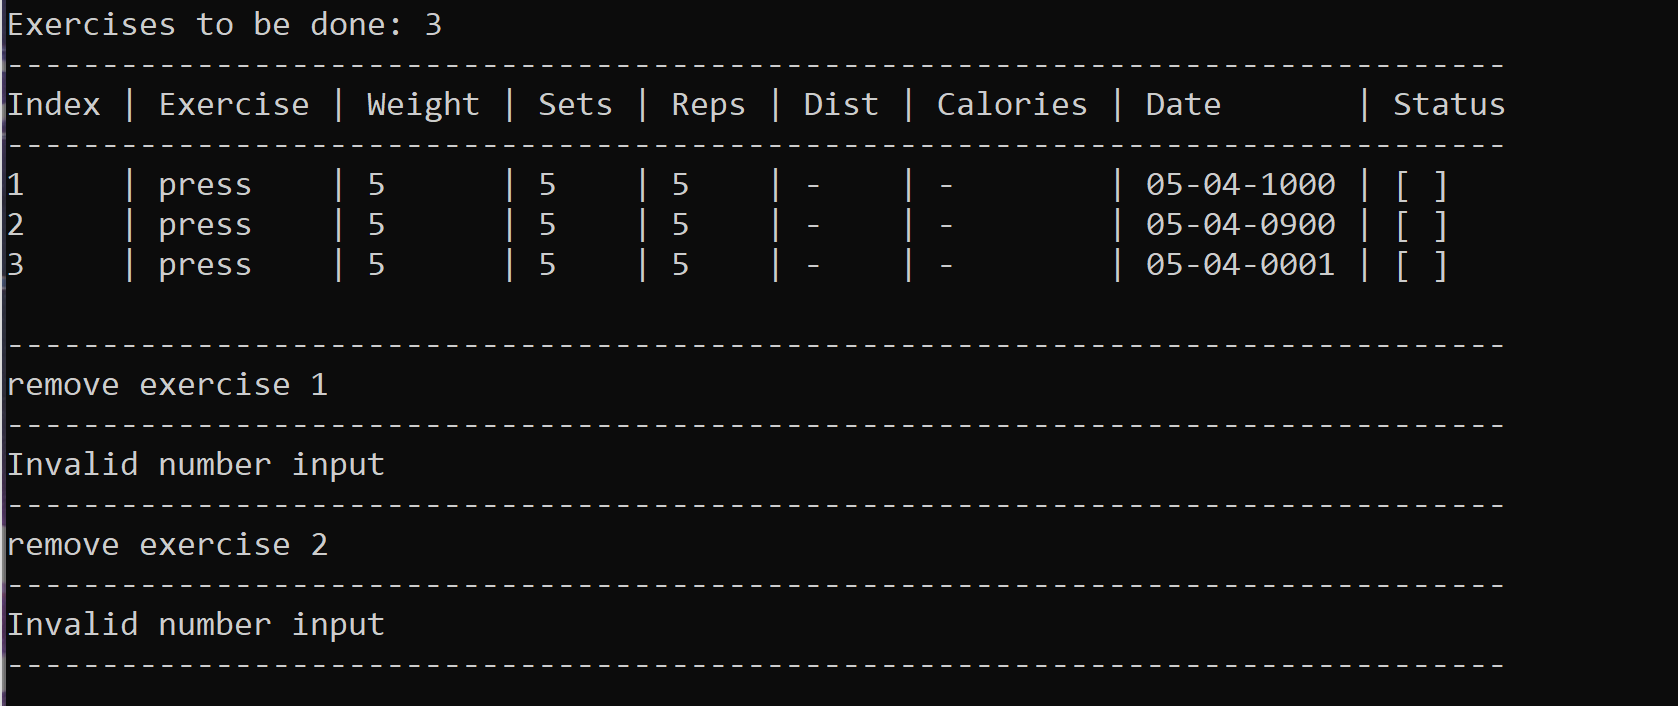 Exercises to be done: 3
-------------------------------------------------------------------------------
Index | Exercise | Weight | Sets | Reps | Dist | Calories | Date       | Status
-------------------------------------------------------------------------------
1     | press    | 5      | 5    | 5    | -    | -        | 05-04-1000 | [ ]
2     | press    | 5      | 5    | 5    | -    | -        | 05-04-0900 | [ ]
3     | press    | 5      | 5    | 5    | -    | -        | 05-04-0001 | [ ]
-------------------------------------------------------------------------------
remove exercise 1
-------------------------------------------------------------------------------
Invalid number input
-------------------------------------------------------------------------------
remove exercise 2
-------------------------------------------------------------------------------
Invalid number input
-------------------------------------------------------------------------------